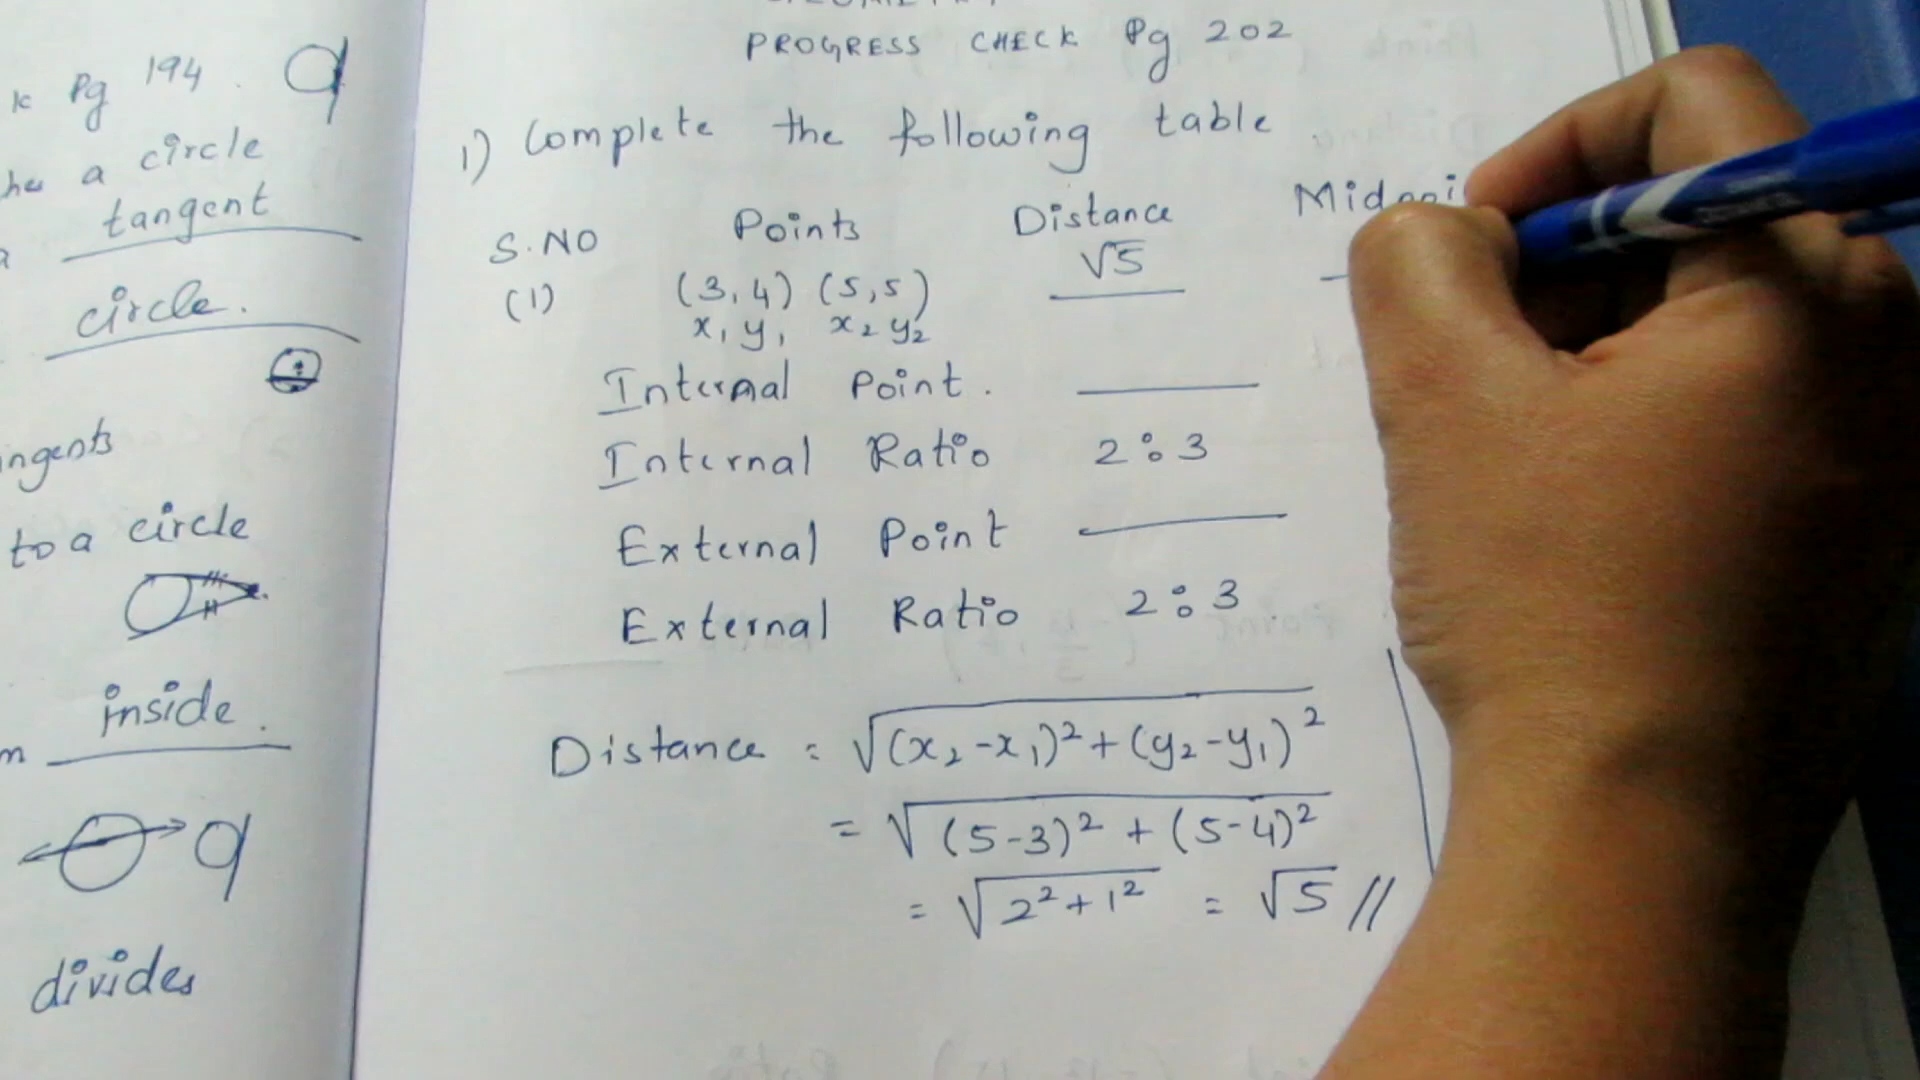 k Pg 194.
a circle
tangent
circle.
to a circle
inside.
divides
PROGRESS CHECK Pg 202
1) Complete the following table.
S.NO Points Distance
(1) (3,4) (5,5) √5
x₁ y₁ x₂ y₂
Internal Point.
Internal Ratio 2:3
External Point
External Ratio 2:3
Distance = √(x₂-x₁)²+(y₂-y₁)²
= √(5-3)² + (5-4)²
= √2²+1² = √5 //